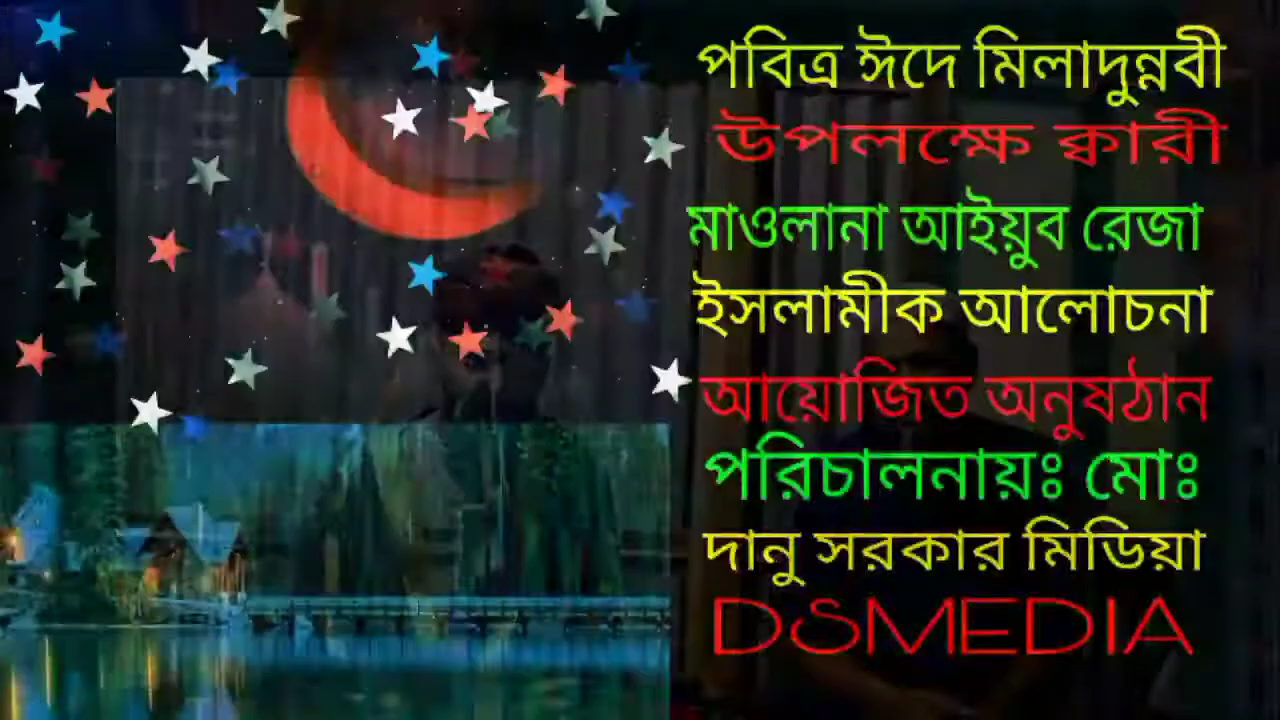 পবিত্র ঈদে মিলাদুন্নবী
উপলক্ষে ক্বারী
মাওলানা আইয়ুব রেজা
ইসলামীক আলোচনা
আয়োজিত অনুষঠান
পরিচালনায়ঃ মোঃ
দানু সরকার মিডিয়া
DSMEDIA